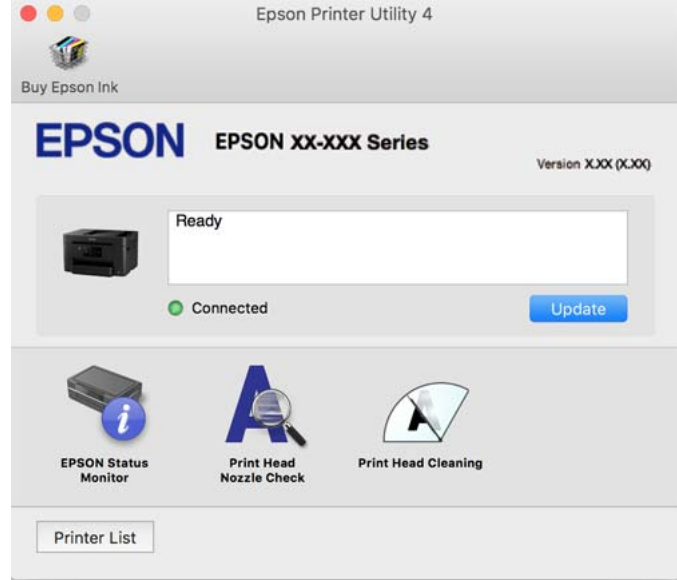 Epson Printer Utility 4
Buy Epson Ink
EPSON
EPSON XX-XXX Series
Version X.XX (X.XX)
Ready
Connected
Update
EPSON Status
Monitor
Print Head
Nozzle Check
Print Head Cleaning
Printer List